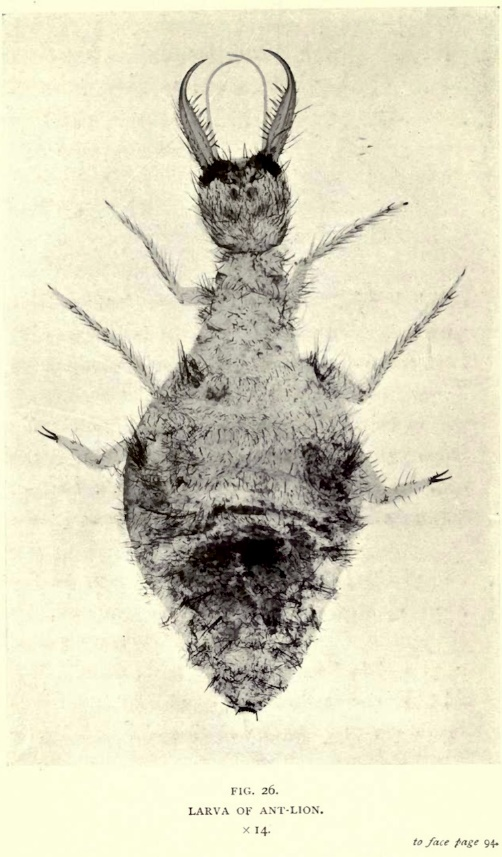 FIG. 26.
LARVA OF ANT-LION.
× 14.
to face page 94.